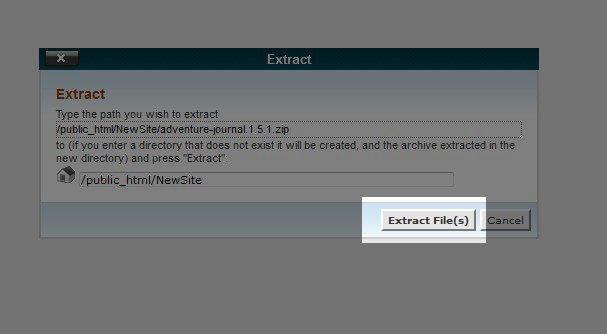 Extract
Extract
Type the path you wish to extract
/public_html/NewSite/adventure-journal.1.5.1.zip
to (if you enter a directory that does not exist it will be created, and the archive extracted in the
new directory) and press "Extract":
/public_html/NewSite
Extract File(s) Cancel